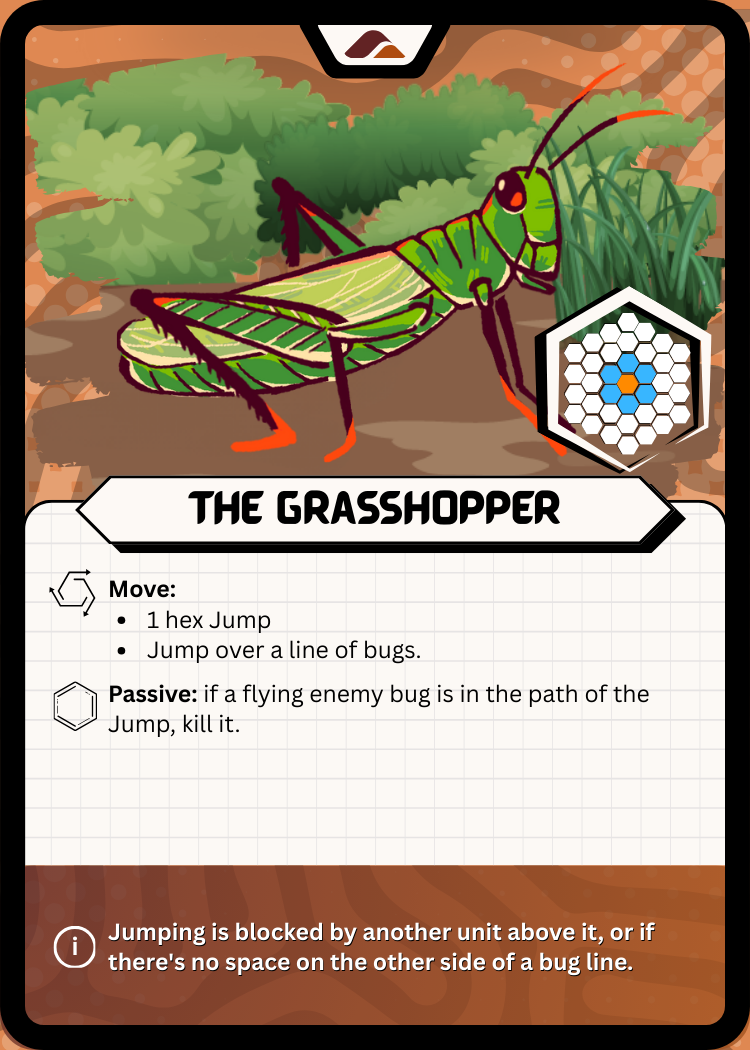 THE GRASSHOPPER
Move:
• 1 hex Jump
• Jump over a line of bugs.
Passive: if a flying enemy bug is in the path of the
Jump, kill it.
i
Jumping is blocked by another unit above it, or if
there's no space on the other side of a bug line.